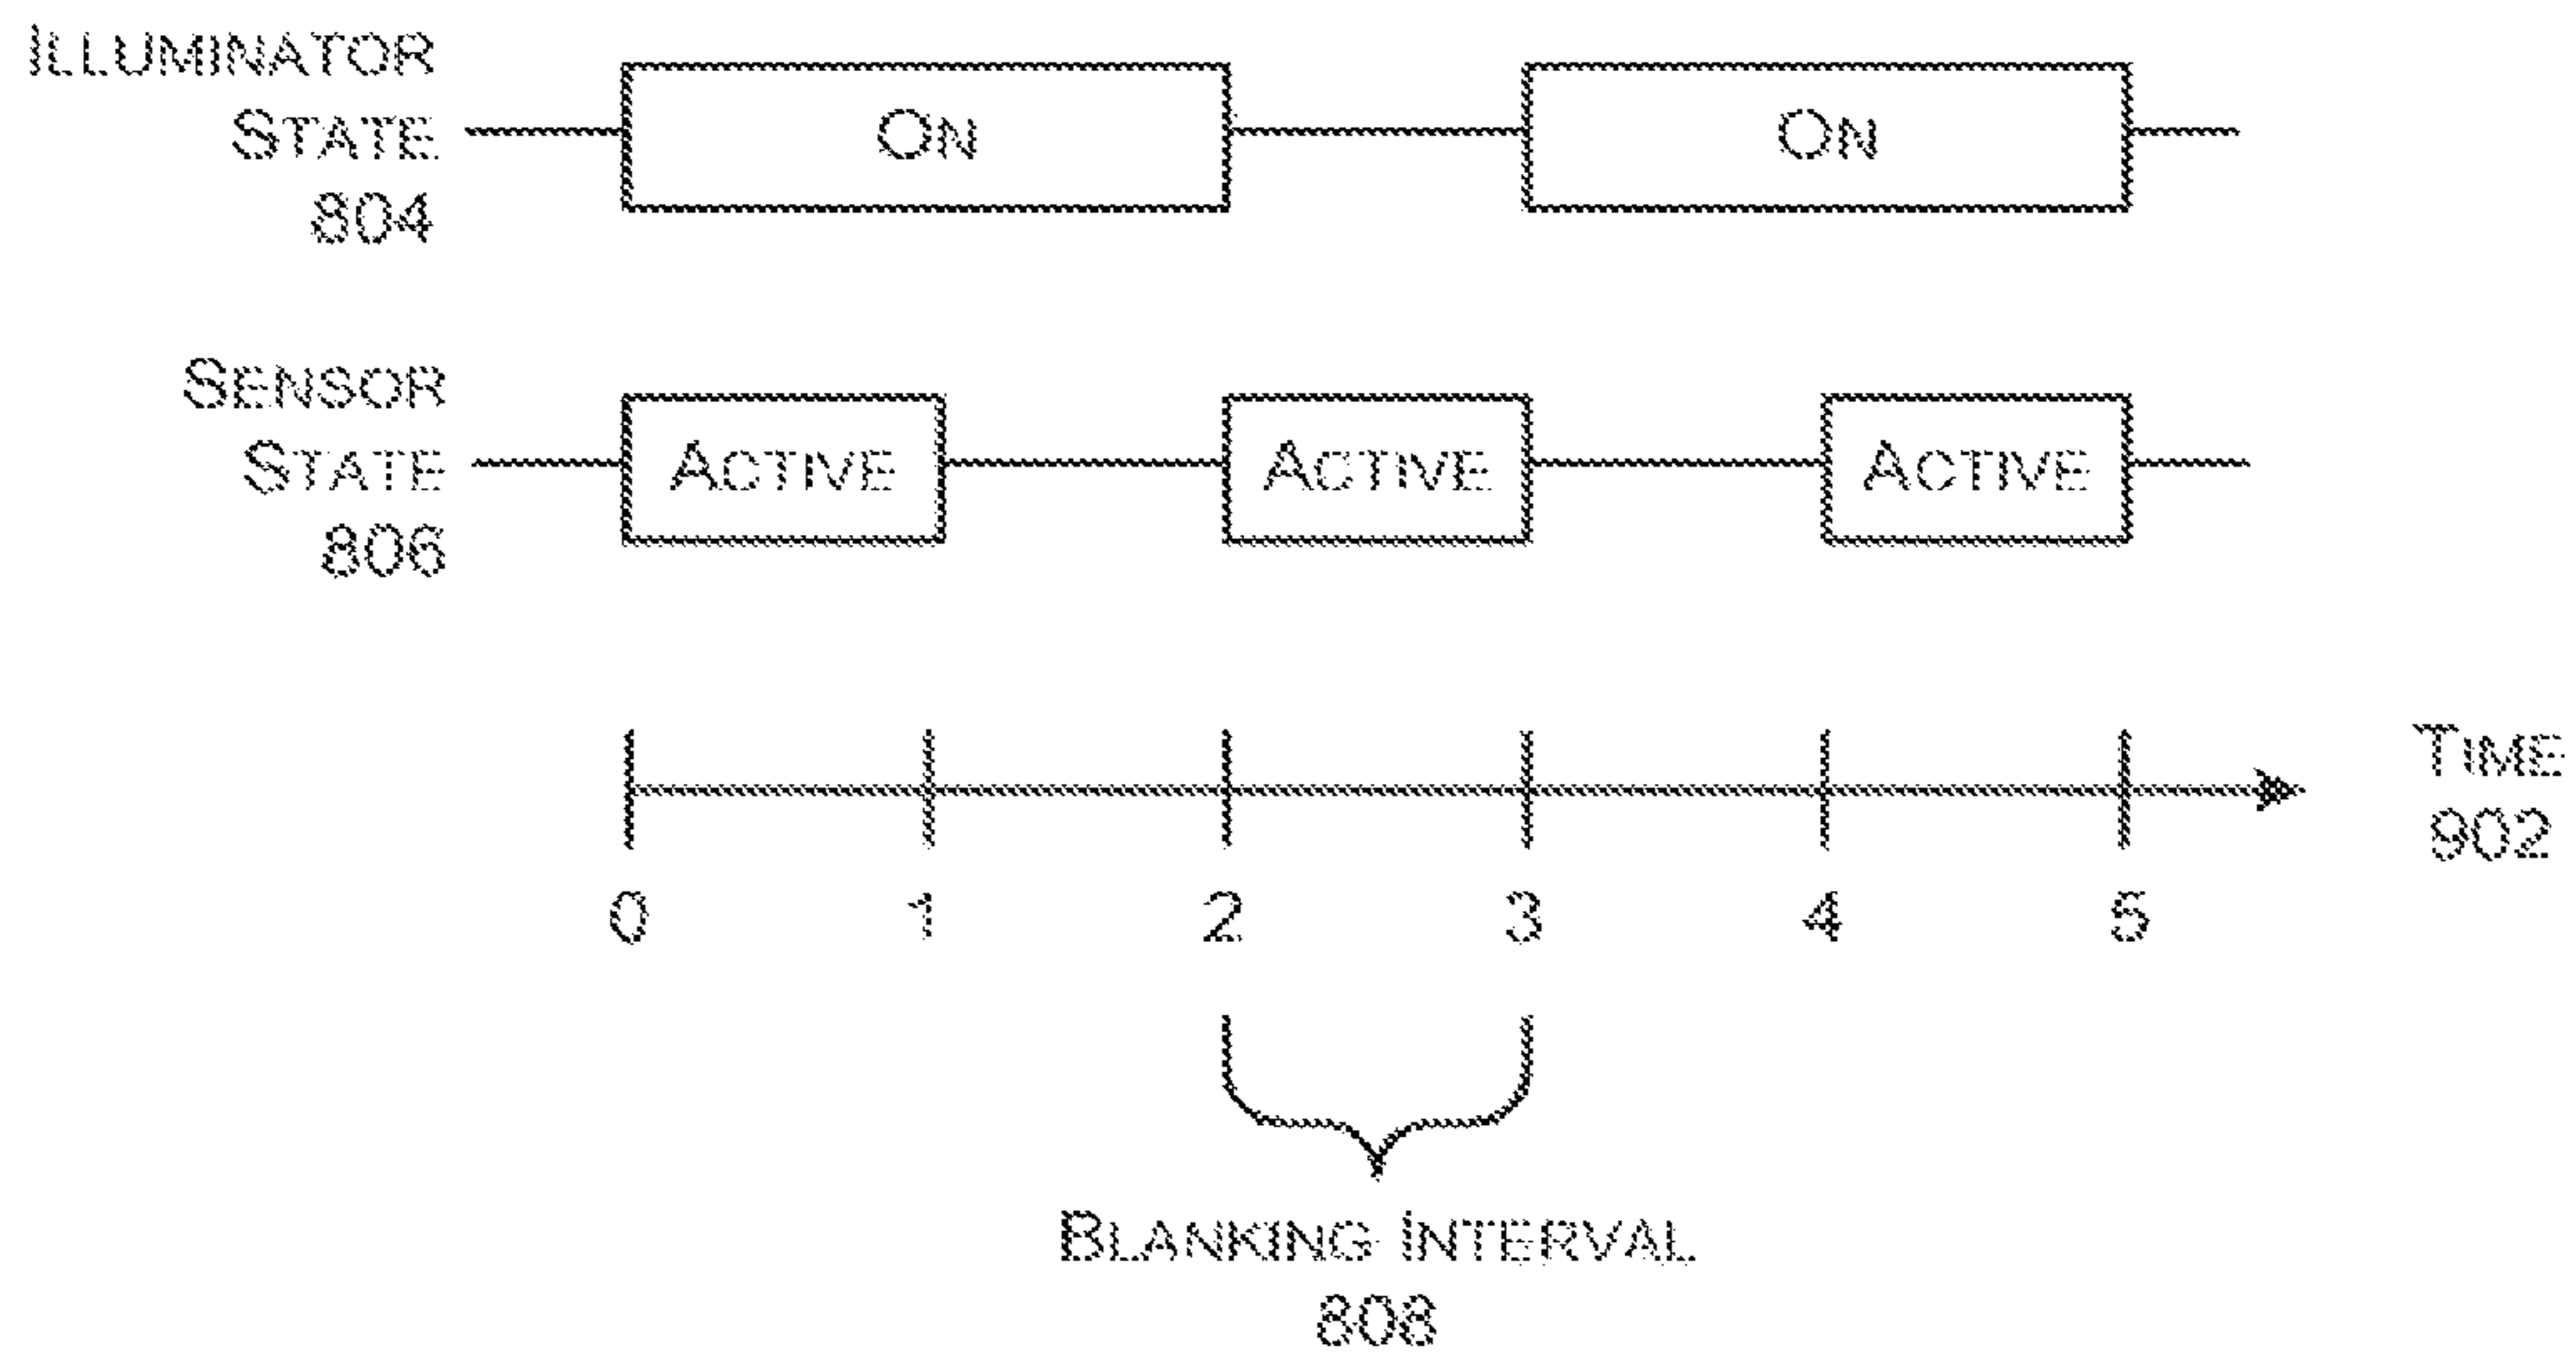 ILLUMINATOR
STATE
804
ON
ON
SENSOR
STATE
806
ACTIVE
ACTIVE
ACTIVE
TIME
902
0 1 2 3 4 5
BLANKING INTERVAL
808